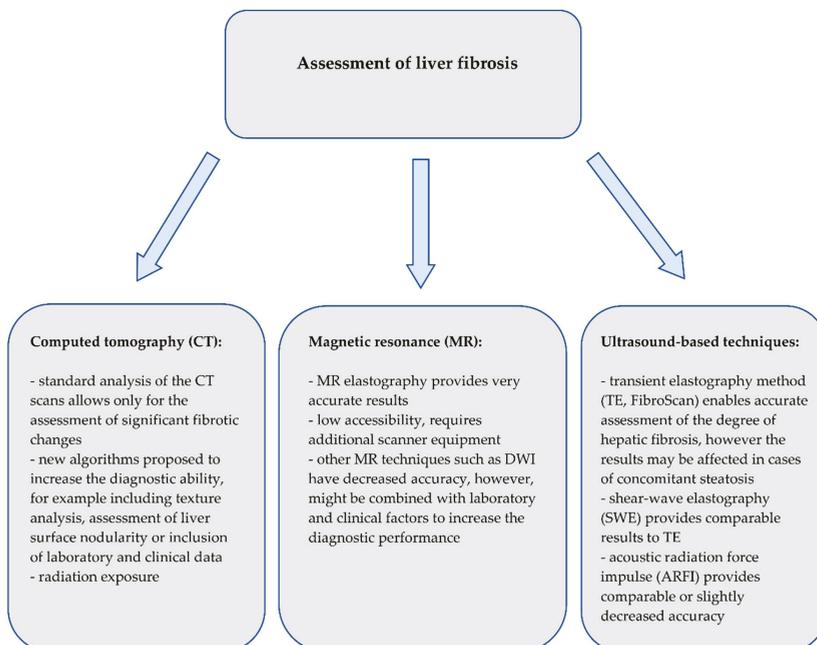 Assessment of liver fibrosis
Computed tomography (CT):
- standard analysis of the CT
scans allows only for the
assessment of significant fibrotic
changes
- new algorithms proposed to
increase the diagnostic ability,
for example including texture
analysis, assessment of liver
surface nodularity or inclusion
of laboratory and clinical data
- radiation exposure
Magnetic resonance (MR):
- MR elastography provides very
accurate results
- low accessibility, requires
additional scanner equipment
- other MR techniques such as DWI
have decreased accuracy, however,
might be combined with laboratory
and clinical factors to increase the
diagnostic performance
Ultrasound-based techniques:
- transient elastography method
(TE, FibroScan) enables accurate
assessment of the degree of
hepatic fibrosis, however the
results may be affected in cases
of concomitant steatosis
- shear-wave elastography
(SWE) provides comparable
results to TE
- acoustic radiation force
impulse (ARFI) provides
comparable or slightly
decreased accuracy